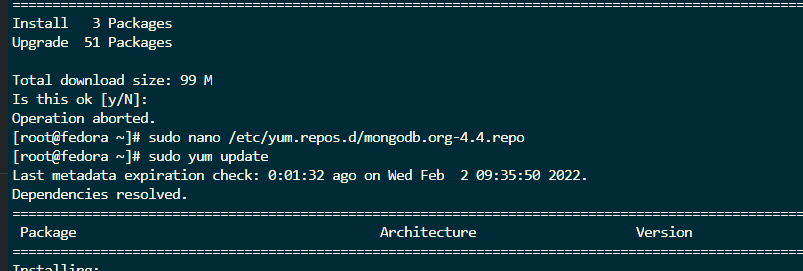 ================================================================================
Install   3 Packages
Upgrade  51 Packages
Total download size: 99 M
Is this ok [y/N]:
Operation aborted.
[root@fedora ~]# sudo nano /etc/yum.repos.d/mongodb.org-4.4.repo
[root@fedora ~]# sudo yum update
Last metadata expiration check: 0:01:32 ago on Wed Feb  2 09:35:50 2022.
Dependencies resolved.
================================================================================
Package                    Architecture                    Version
================================================================================
Installing: